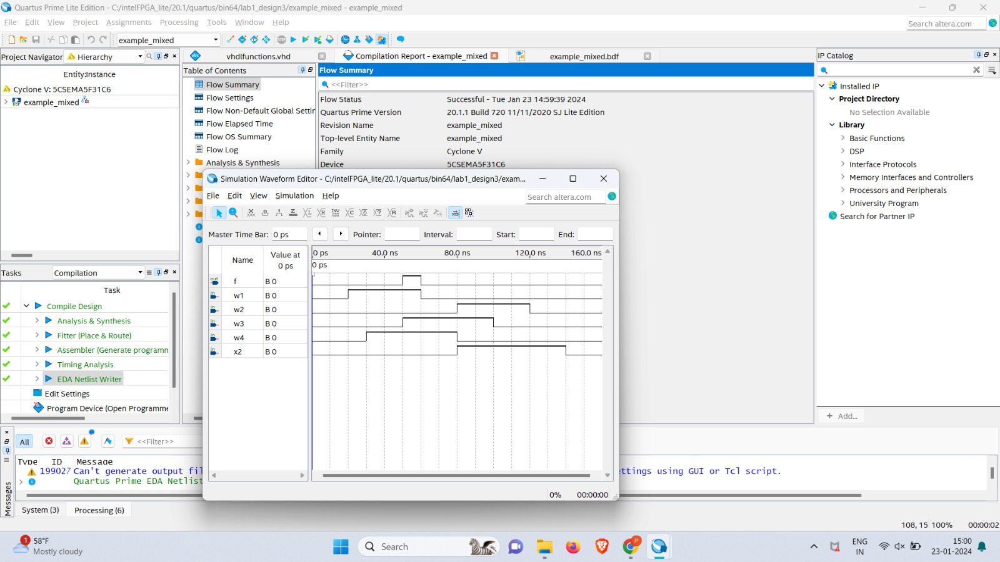 Quartus Prime Lite Edition - C:/intelFPGA_lite/20.1/quartus/bin64/lab1_design3/example_mixed - example_mixed
File Edit View Project Assignments Processing Tools Window Help
Search altera.com
example_mixed
Project Navigator Hierarchy
Entity:Instance
Cyclone V: 5CSEMA5F31C6
example_mixed
vhdlfunctions.vhd
Compilation Report - example_mixed
example_mixed.bdf
Table of Contents
Flow Summary
Flow Settings
Flow Non-Default Global Settin
Flow Elapsed Time
Flow OS Summary
Flow Log
Analysis & Synthesis
Flow Summary
<<Filter>>
Flow Status Successful - Tue Jan 23 14:59:39 2024
Quartus Prime Version 20.1.1 Build 720 11/11/2020 SJ Lite Edition
Revision Name example_mixed
Top-level Entity Name example_mixed
Family Cyclone V
Device 5CSEMA5F31C6
IP Catalog
Installed IP
Project Directory
No Selection Available
Library
Basic Functions
DSP
Interface Protocols
Memory Interfaces and Controllers
Processors and Peripherals
University Program
Search for Partner IP
+ Add...
Simulation Waveform Editor - C:/intelFPGA_lite/20.1/quartus/bin64/lab1_design3/exam...
File Edit View Simulation Help
Search altera.com
Master Time Bar: 0 ps Pointer: Interval: Start: End:
Name Value at 0 ps
0 ps 40.0 ns 80.0 ns 120.0 ns 160.0 ns
0 ps
out f B 0
in w1 B 0
in w2 B 0
in w3 B 0
in w4 B 0
in x2 B 0
0% 00:00:00
Tasks Compilation
Task
Compile Design
Analysis & Synthesis
Fitter (Place & Route)
Assembler (Generate programm
Timing Analysis
EDA Netlist Writer
Edit Settings
Program Device (Open Programme
All <<Filter>>
Type ID Message
199027 Can't generate output fil
ttings using GUI or Tcl script.
Quartus Prime EDA Netlist
Messages
System (3) Processing (6)
108, 15 100% 00:00:02
1
58°F
Mostly cloudy
Search
P
ENG
IN
15:00
23-01-2024